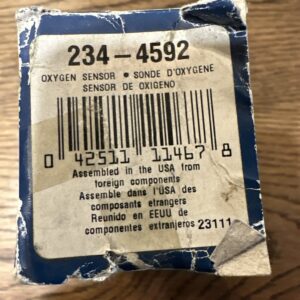 234-4592
OXYGEN SENSOR • SONDE D'OXYGENE
SENSOR DE OXIGENO
0 42511 11467 8
Assembled in the USA from
foreign components
Assemble dans l'USA des
composants etrangers
Reunido en EEUU de
componentes extranjeros 23111